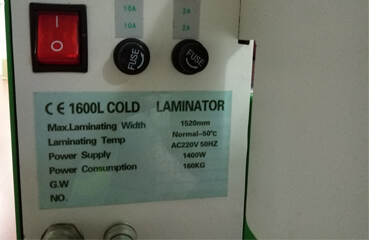 10A 3A
10A 2A
FUSE FUSE
CE 1600L COLD LAMINATOR
Max.Laminating Width 1520mm
Laminating Temp Normal-50℃
Power Supply AC220V 50HZ
Power Consumption 1400W
G.W 160KG
NO.